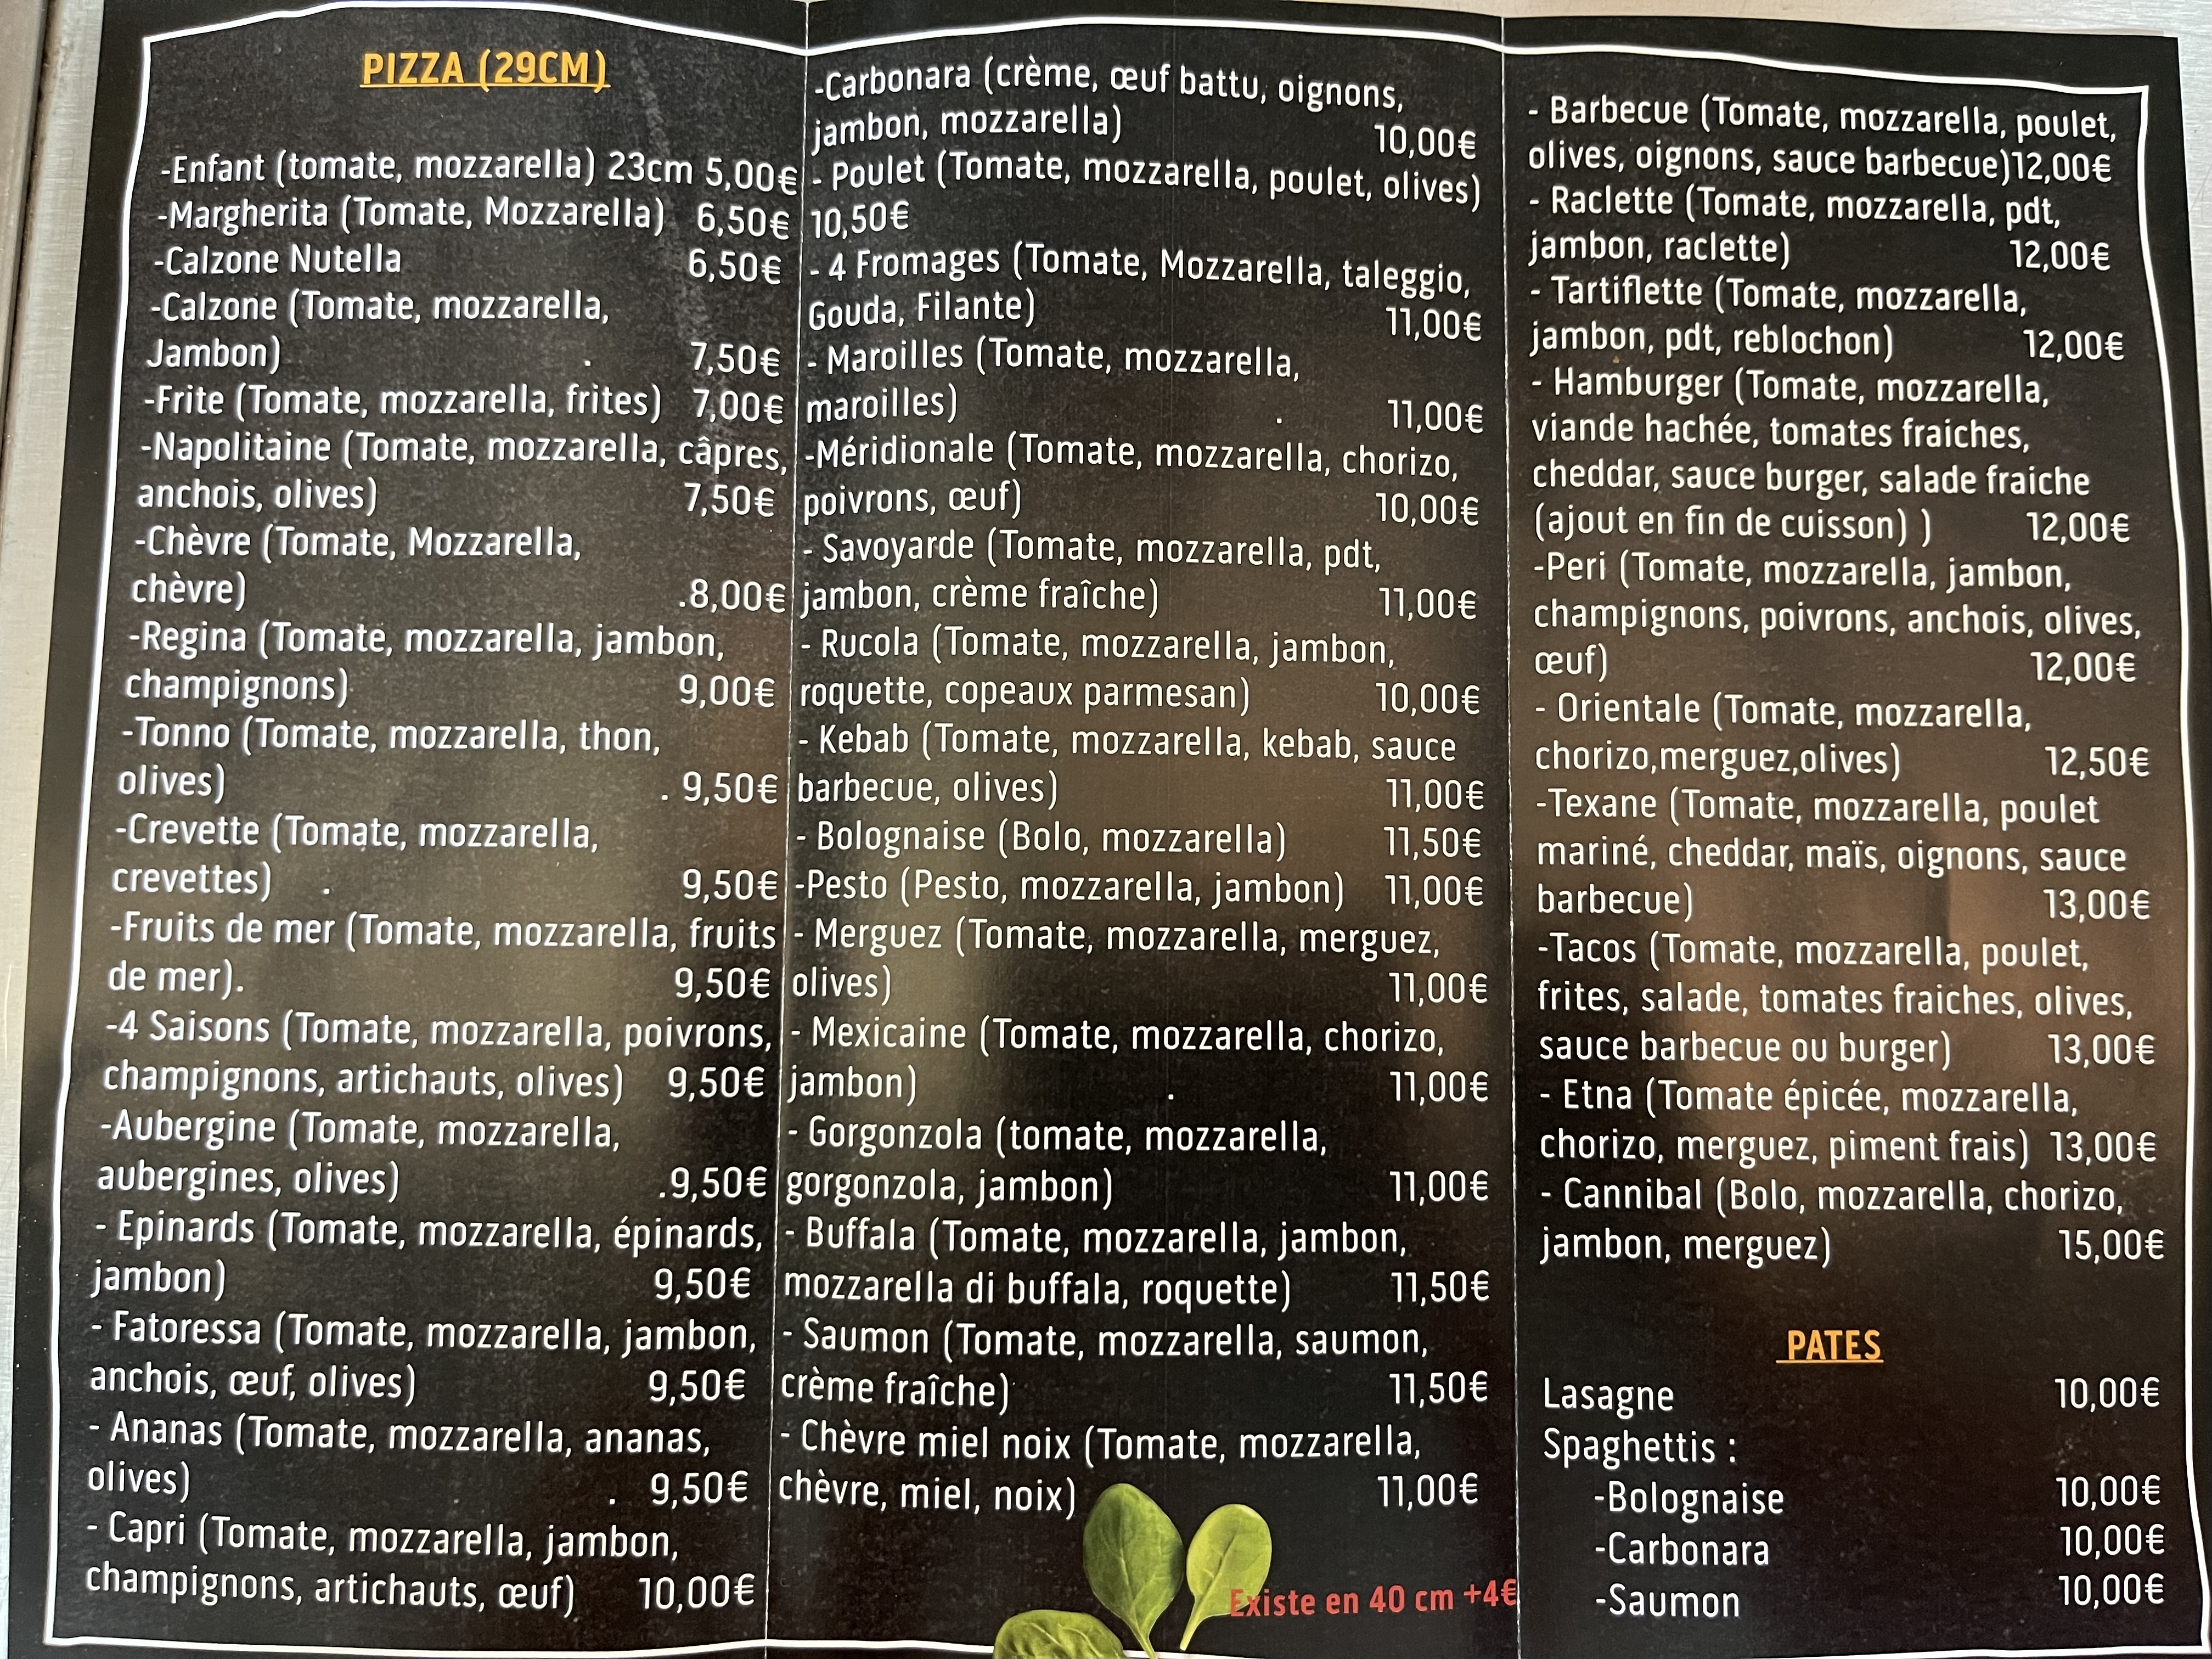 PIZZA (29CM)
-Enfant (tomate, mozzarella) 23cm 5,00€
-Margherita (Tomate, Mozzarella) 6,50€
-Calzone Nutella 6,50€
-Calzone (Tomate, mozzarella,
Jambon) . 7,50€
-Frite (Tomate, mozzarella, frites) 7,00€
-Napolitaine (Tomate, mozzarella, câpres,
anchois, olives) 7,50€
-Chèvre (Tomate, Mozzarella,
chèvre) .8,00€
-Regina (Tomate, mozzarella, jambon,
champignons) 9,00€
-Tonno (Tomate, mozzarella, thon,
olives) . 9,50€
-Crevette (Tomate, mozzarella,
crevettes) . 9,50€
-Fruits de mer (Tomate, mozzarella, fruits
de mer). 9,50€
-4 Saisons (Tomate, mozzarella, poivrons,
champignons, artichauts, olives) 9,50€
-Aubergine (Tomate, mozzarella,
aubergines, olives) .9,50€
- Epinards (Tomate, mozzarella, épinards,
jambon) 9,50€
- Fatoressa (Tomate, mozzarella, jambon,
anchois, œuf, olives) 9,50€
- Ananas (Tomate, mozzarella, ananas,
olives) . 9,50€
- Capri (Tomate, mozzarella, jambon,
champignons, artichauts, œuf) 10,00€
-Carbonara (crème, œuf battu, oignons,
jambon, mozzarella) 10,00€
- Poulet (Tomate, mozzarella, poulet, olives)
10,50€
- 4 Fromages (Tomate, Mozzarella, taleggio,
Gouda, Filante) 11,00€
- Maroilles (Tomate, mozzarella,
maroilles) . 11,00€
-Méridionale (Tomate, mozzarella, chorizo,
poivrons, œuf) 10,00€
- Savoyarde (Tomate, mozzarella, pdt,
jambon, crème fraîche) 11,00€
- Rucola (Tomate, mozzarella, jambon,
roquette, copeaux parmesan) 10,00€
- Kebab (Tomate, mozzarella, kebab, sauce
barbecue, olives) 11,00€
- Bolognaise (Bolo, mozzarella) 11,50€
-Pesto (Pesto, mozzarella, jambon) 11,00€
- Merguez (Tomate, mozzarella, merguez,
olives) 11,00€
- Mexicaine (Tomate, mozzarella, chorizo,
jambon) . 11,00€
- Gorgonzola (tomate, mozzarella,
gorgonzola, jambon) 11,00€
- Buffala (Tomate, mozzarella, jambon,
mozzarella di buffala, roquette) 11,50€
- Saumon (Tomate, mozzarella, saumon,
crème fraîche) 11,50€
- Chèvre miel noix (Tomate, mozzarella,
chèvre, miel, noix) 11,00€
Existe en 40 cm +4€
- Barbecue (Tomate, mozzarella, poulet,
olives, oignons, sauce barbecue)12,00€
- Raclette (Tomate, mozzarella, pdt,
jambon, raclette) 12,00€
- Tartiflette (Tomate, mozzarella,
jambon, pdt, reblochon) 12,00€
- Hamburger (Tomate, mozzarella,
viande hachée, tomates fraiches,
cheddar, sauce burger, salade fraiche
(ajout en fin de cuisson) ) 12,00€
-Peri (Tomate, mozzarella, jambon,
champignons, poivrons, anchois, olives,
œuf) 12,00€
- Orientale (Tomate, mozzarella,
chorizo,merguez,olives) 12,50€
-Texane (Tomate, mozzarella, poulet
mariné, cheddar, maïs, oignons, sauce
barbecue) 13,00€
-Tacos (Tomate, mozzarella, poulet,
frites, salade, tomates fraiches, olives,
sauce barbecue ou burger) 13,00€
- Etna (Tomate épicée, mozzarella,
chorizo, merguez, piment frais) 13,00€
- Cannibal (Bolo, mozzarella, chorizo,
jambon, merguez) 15,00€
PATES
Lasagne 10,00€
Spaghettis :
-Bolognaise 10,00€
-Carbonara 10,00€
-Saumon 10,00€